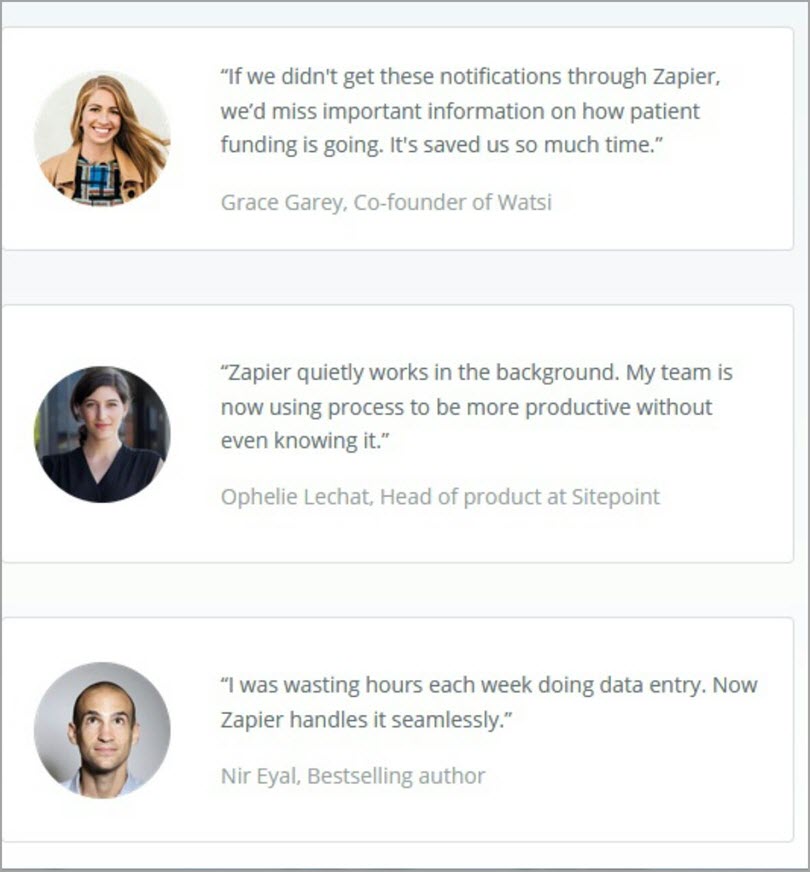 “If we didn't get these notifications through Zapier,
we’d miss important information on how patient
funding is going. It's saved us so much time.”
Grace Garey, Co-founder of Watsi
“Zapier quietly works in the background. My team is
now using process to be more productive without
even knowing it.”
Ophelie Lechat, Head of product at Sitepoint
“I was wasting hours each week doing data entry. Now
Zapier handles it seamlessly.”
Nir Eyal, Bestselling author